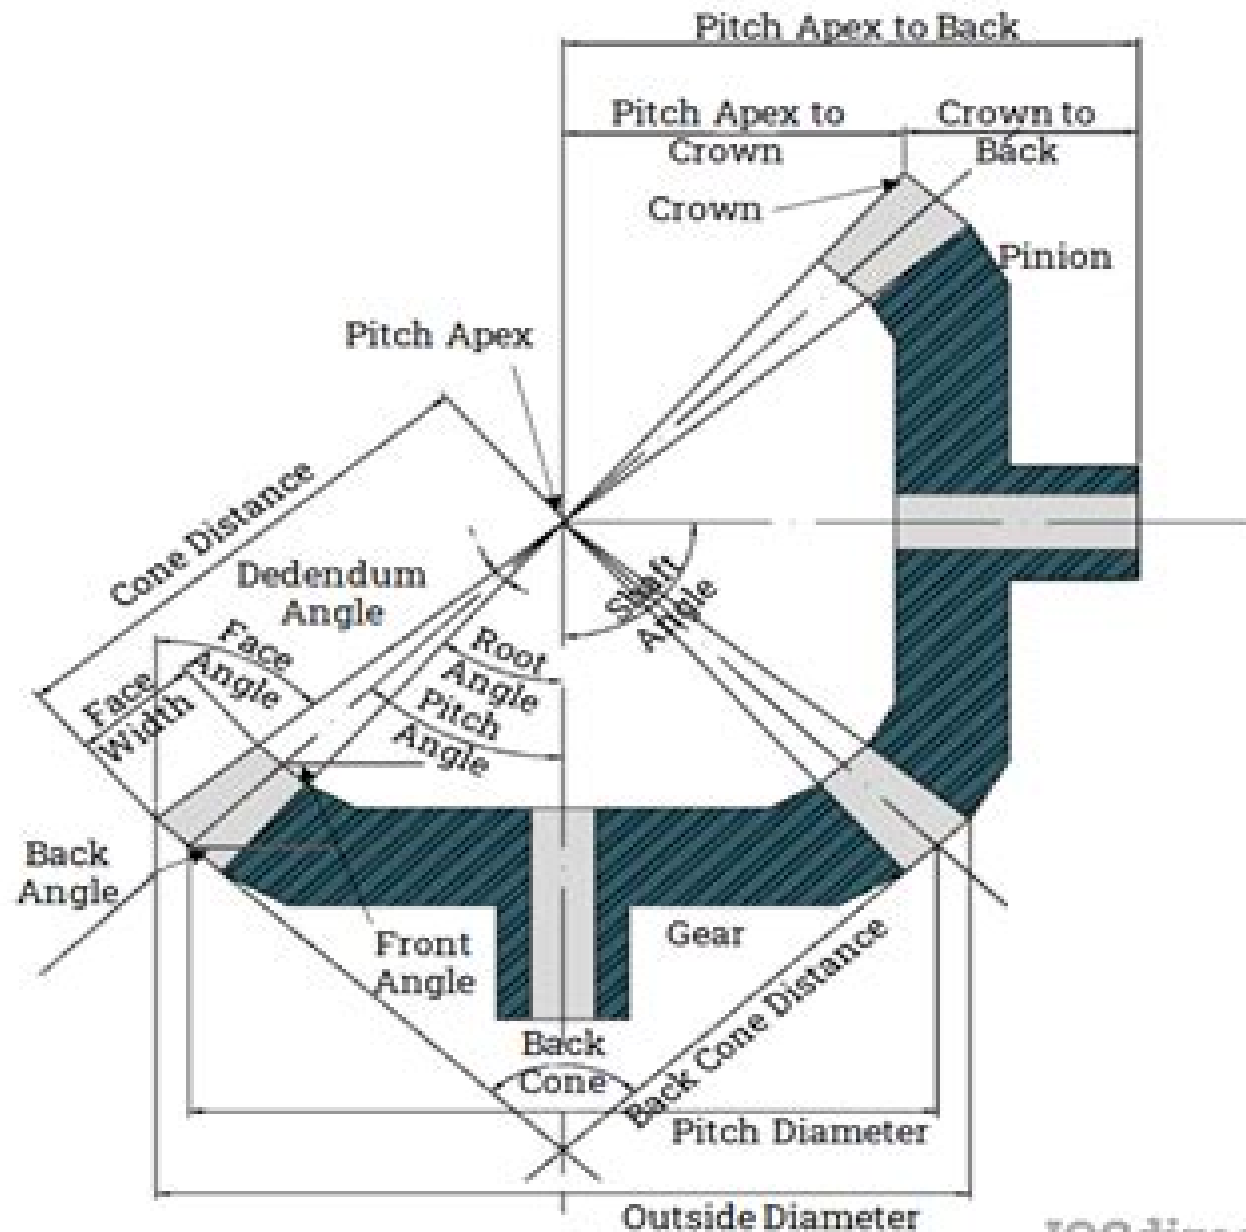 Pitch Apex to Back
Pitch Apex to
Crown
Crown to
Back
Crown
Pinion
Pitch Apex
Cone Distance
Dedendum
Angle
Shaft
Angle
Face
Angle
Face
Width
Root
Angle
Pitch
Angle
Back
Angle
Front
Angle
Gear
Back Cone Distance
Back
Cone
Pitch Diameter
Outside Diameter